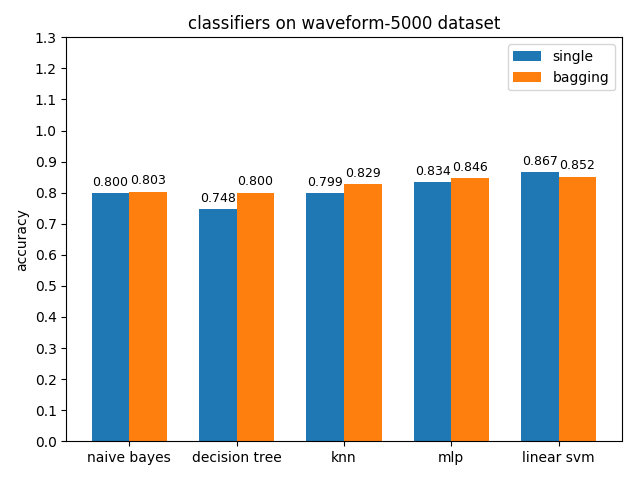 classifiers on waveform-5000 dataset
1.3
1.2
1.1
1.0
0.9
0.8
0.7
0.6
0.5
0.4
0.3
0.2
0.1
0.0
accuracy
single
bagging
0.800
0.803
0.748
0.800
0.799
0.829
0.834
0.846
0.867
0.852
naive bayes
decision tree
knn
mlp
linear svm